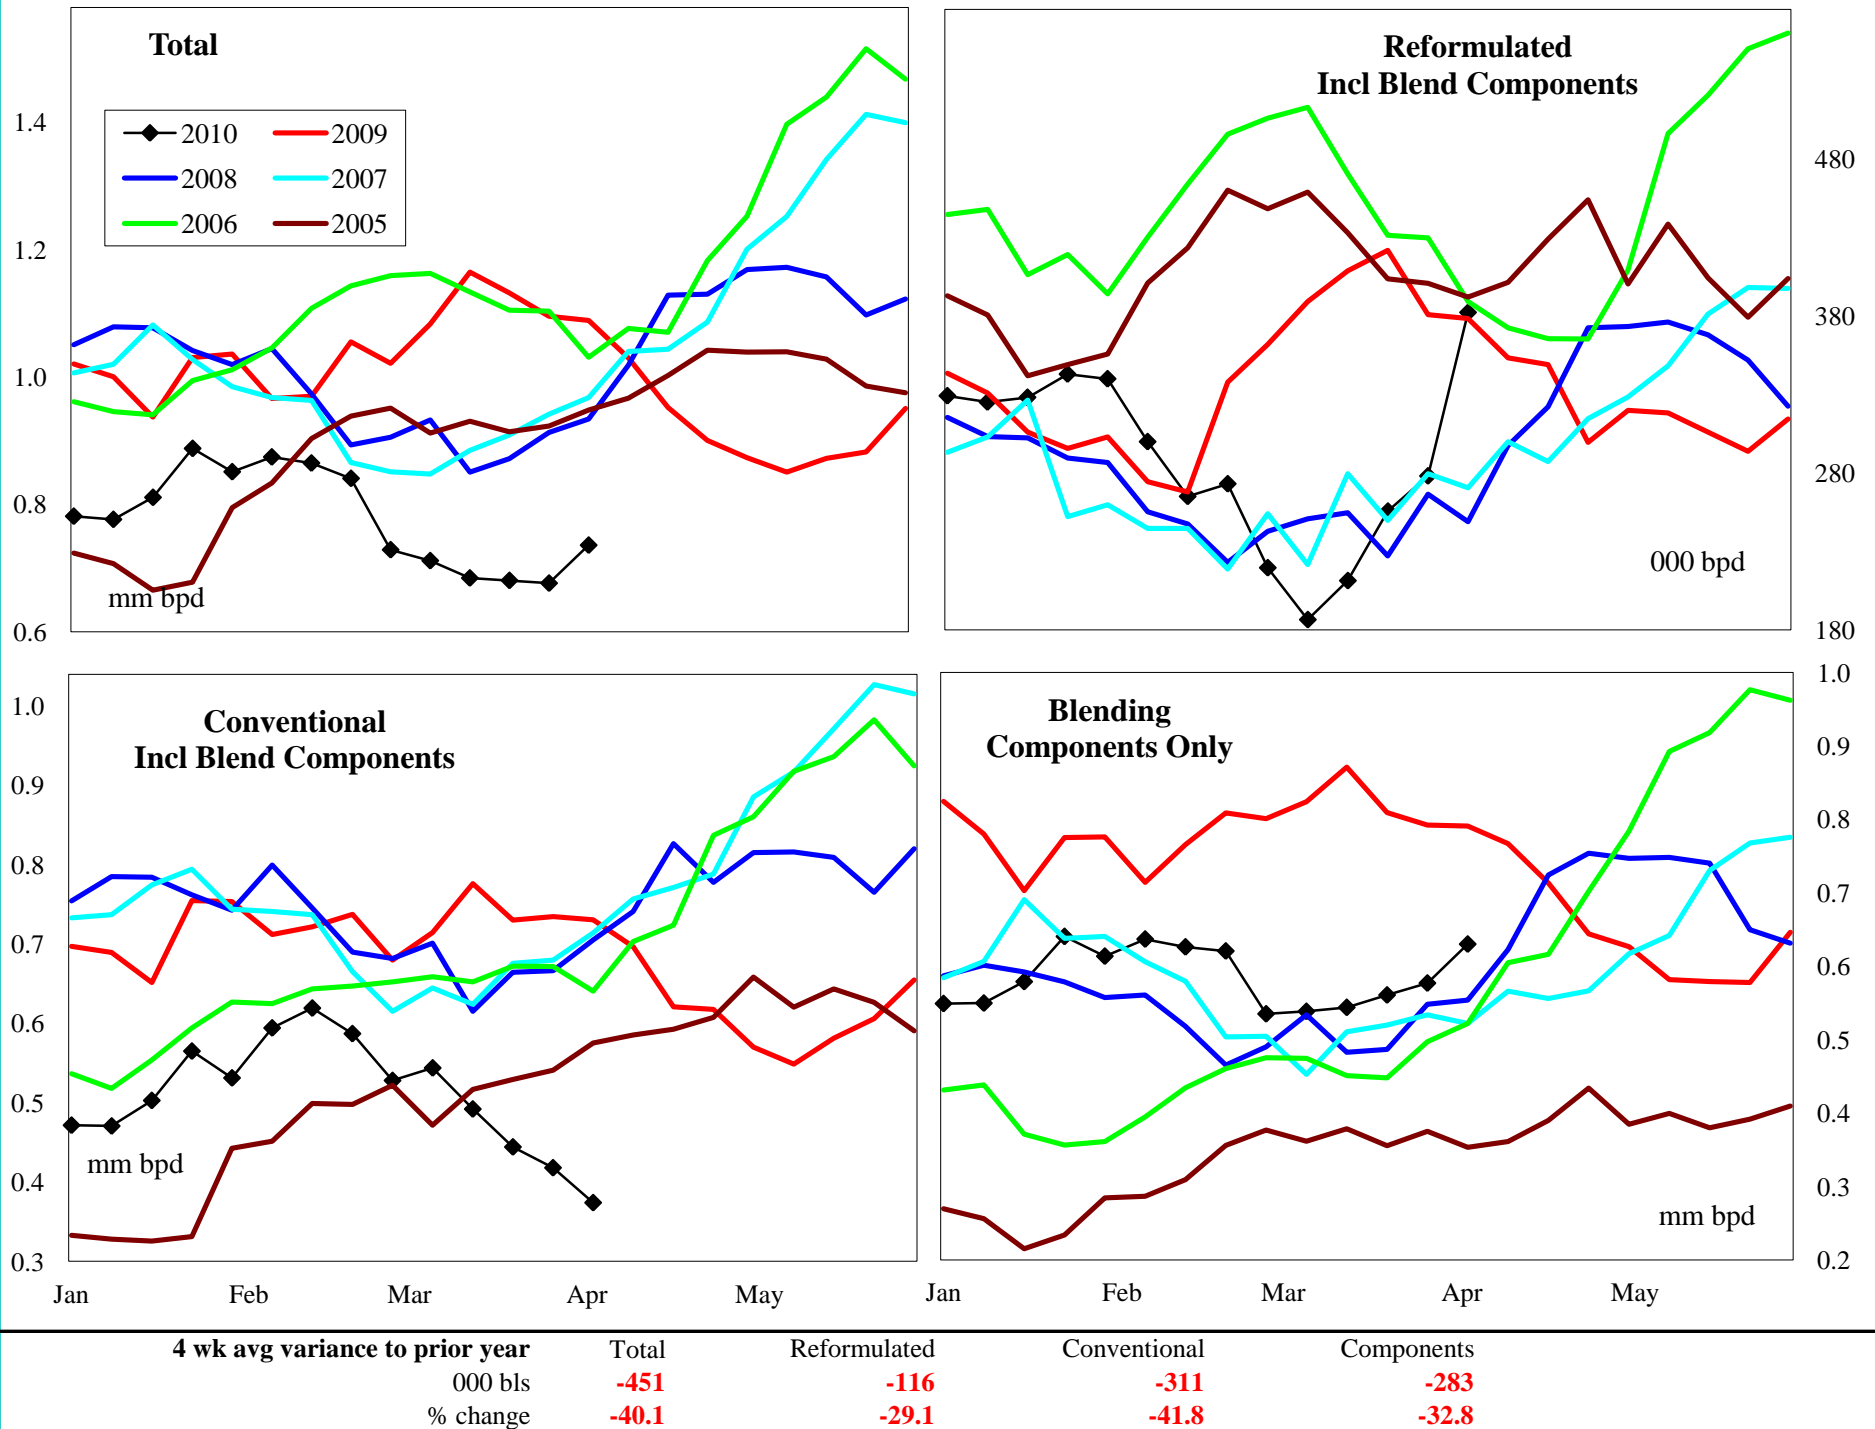 Total
1.4
1.2
1.0
0.8
0.6
2010 2009
2008 2007
2006 2005
mm bpd
Reformulated
Incl Blend Components
480
380
280
180
000 bpd
Conventional
Incl Blend Components
1.0
0.9
0.8
0.7
0.6
0.5
0.4
0.3
mm bpd
Jan Feb Mar Apr May
Blending
Components Only
1.0
0.9
0.8
0.7
0.6
0.5
0.4
0.3
0.2
mm bpd
Jan Feb Mar Apr May
4 wk avg variance to prior year Total Reformulated Conventional Components
000 bls -451 -116 -311 -283
% change -40.1 -29.1 -41.8 -32.8